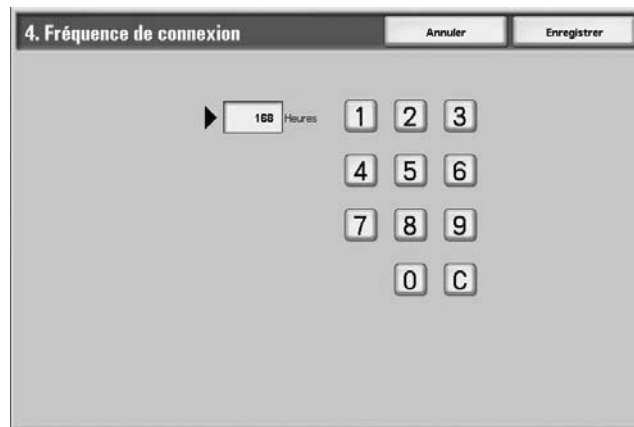 4. Fréquence de connexion
Annuler
Enregistrer
168 Heures
1 2 3
4 5 6
7 8 9
0 C